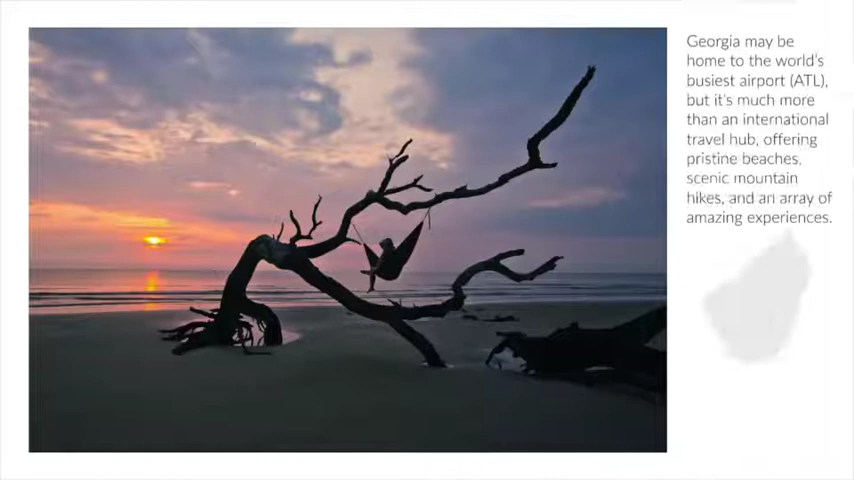 Georgia may be
home to the world's
busiest airport (ATL),
but it's much more
than an international
travel hub, offering
pristine beaches,
scenic mountain
hikes, and an array of
amazing experiences.